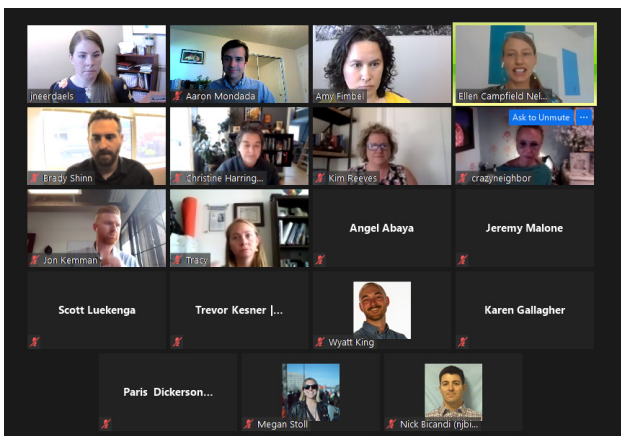 jneerdaels
Aaron Mondada
Amy Fimbel
Ellen Campfield Nel...
Ask to Unmute ...
Brady Shinn
Christine Harring...
Kim Reeves
crazyneighbor
Jon Kemman
Tracy
Angel Abaya
Jeremy Malone
Scott Luekenga
Trevor Kesner |...
Wyatt King
Karen Gallagher
Paris Dickerson...
Megan Stoll
Nick Bicandi (njbi...